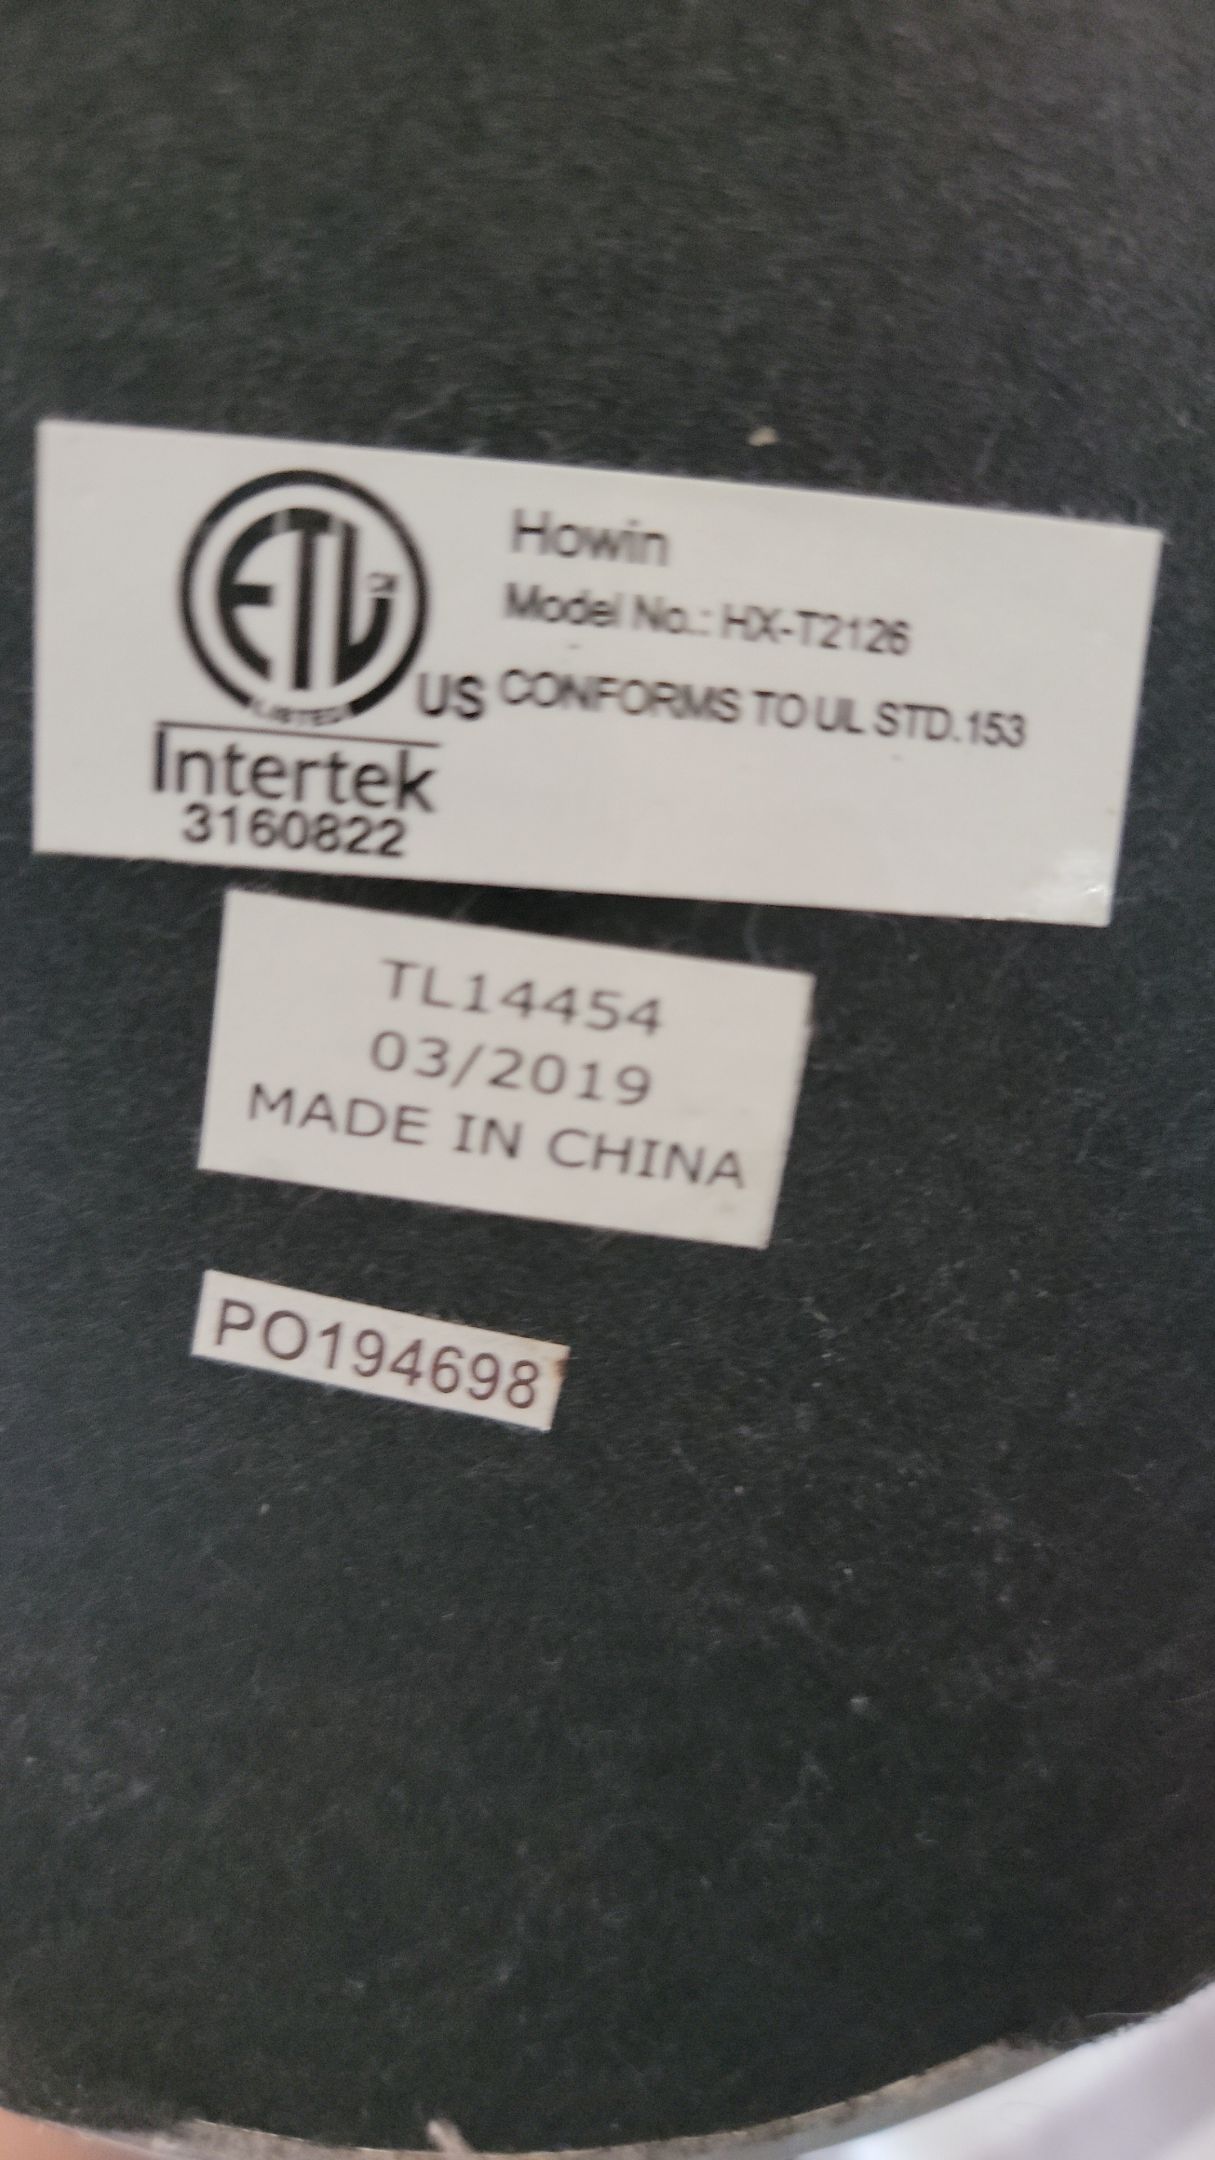 ETL
LISTED
US
Intertek
3160822
Howin
Model No.: HX-T2126
CONFORMS TO UL STD.153
TL14454
03/2019
MADE IN CHINA
PO194698